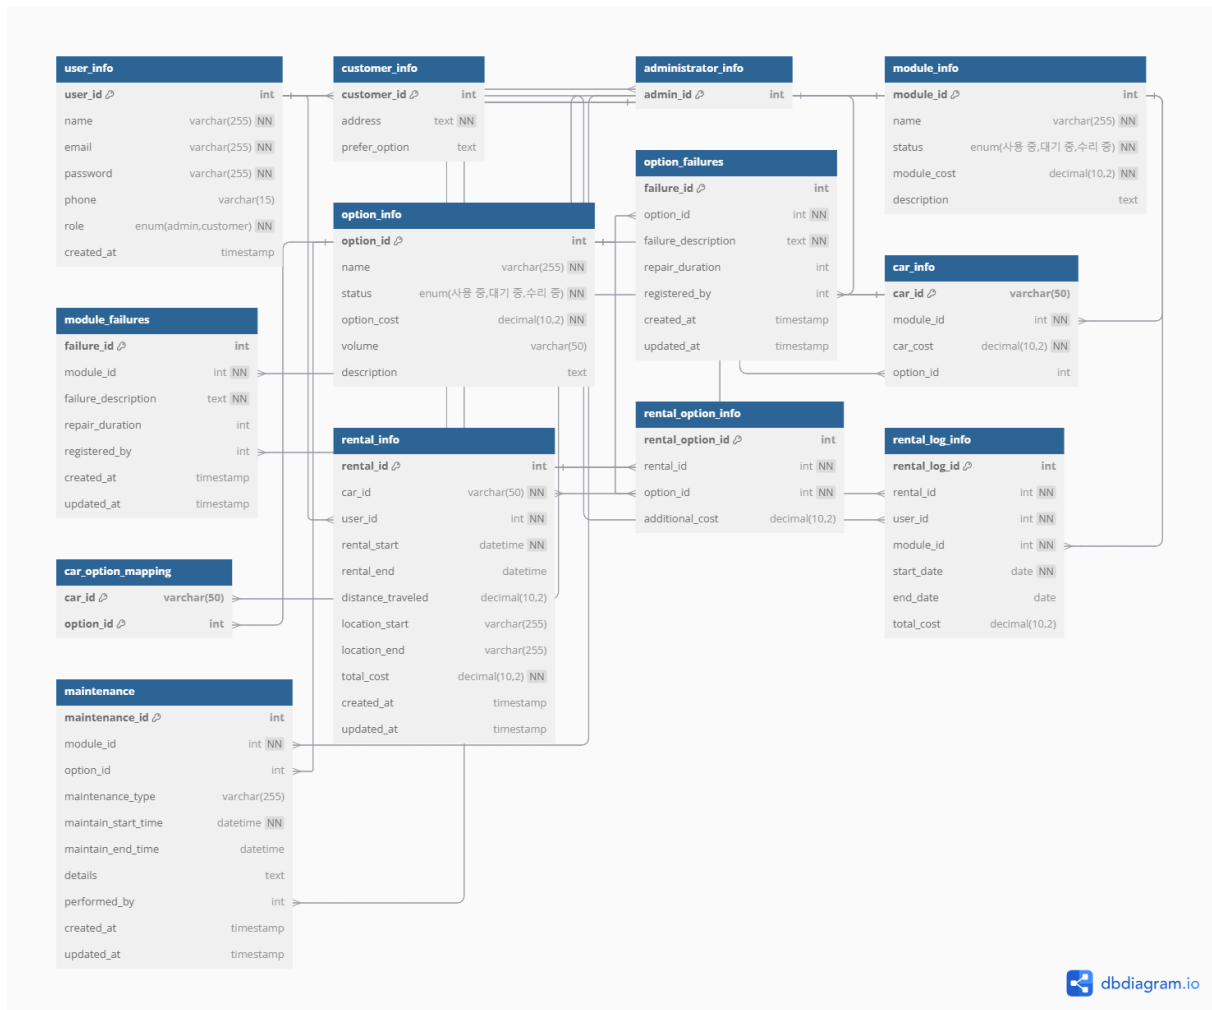 user_info
user_id int
name varchar(255) NN
email varchar(255) NN
password varchar(255) NN
phone varchar(15)
role enum(admin,customer) NN
created_at timestamp
customer_info
customer_id int
address text NN
prefer_option text
administrator_info
admin_id int
module_info
module_id int
name varchar(255) NN
status enum(사용 중,대기 중,수리 중) NN
module_cost decimal(10,2) NN
description text
option_failures
failure_id int
option_id int NN
failure_description text NN
repair_duration int
registered_by int
created_at timestamp
updated_at timestamp
option_info
option_id int
name varchar(255) NN
status enum(사용 중,대기 중,수리 중) NN
option_cost decimal(10,2) NN
volume varchar(50)
description text
car_info
car_id varchar(50)
module_id int NN
car_cost decimal(10,2) NN
option_id int
module_failures
failure_id int
module_id int NN
failure_description text NN
repair_duration int
registered_by int
created_at timestamp
updated_at timestamp
rental_info
rental_id int
car_id varchar(50) NN
user_id int NN
rental_start datetime NN
rental_end datetime
distance_traveled decimal(10,2)
location_start varchar(255)
location_end varchar(255)
total_cost decimal(10,2) NN
created_at timestamp
updated_at timestamp
rental_option_info
rental_option_id int
rental_id int NN
option_id int NN
additional_cost decimal(10,2)
rental_log_info
rental_log_id int
rental_id int NN
user_id int NN
module_id int NN
start_date date NN
end_date date
total_cost decimal(10,2)
car_option_mapping
car_id varchar(50)
option_id int
maintenance
maintenance_id int
module_id int NN
option_id int
maintenance_type varchar(255)
maintain_start_time datetime NN
maintain_end_time datetime
details text
performed_by int
created_at timestamp
updated_at timestamp
dbdiagram.io